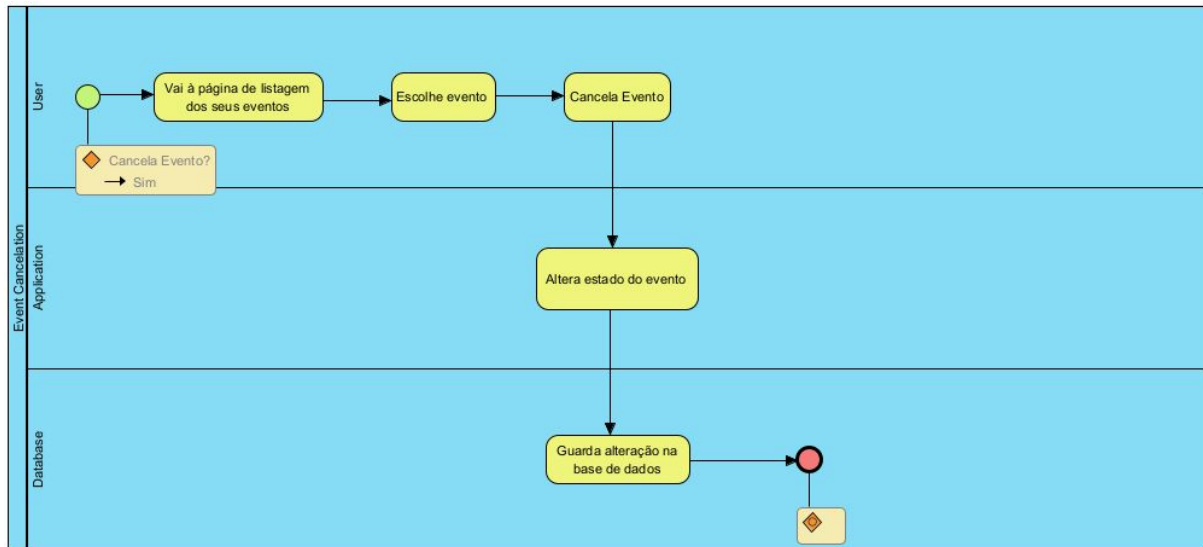 Event Cancelation
User
Vai à página de listagem
dos seus eventos
Escolhe evento
Cancela Evento
Cancela Evento?
Sim
Application
Altera estado do evento
Database
Guarda alteração na
base de dados